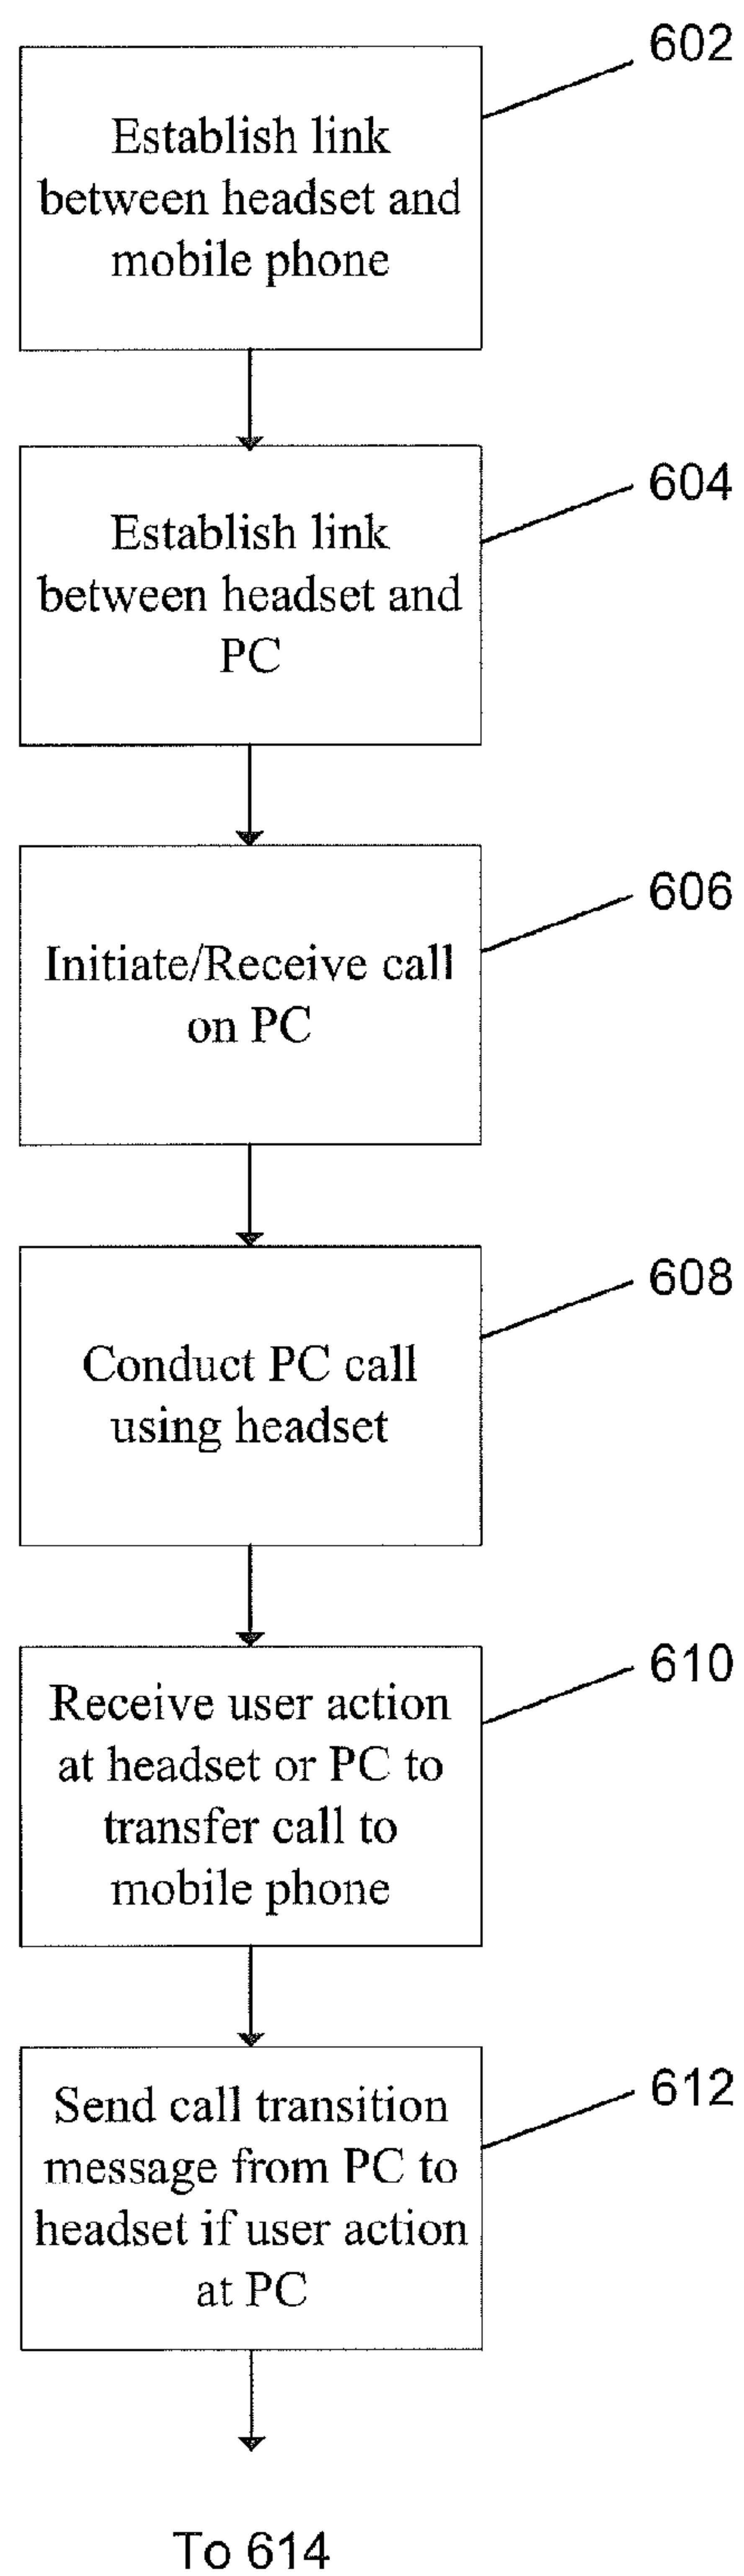 602
Establish link
between headset and
mobile phone
604
Establish link
between headset and
PC
606
Initiate/Receive call
on PC
608
Conduct PC call
using headset
610
Receive user action
at headset or PC to
transfer call to
mobile phone
612
Send call transition
message from PC to
headset if user action
at PC
To 614